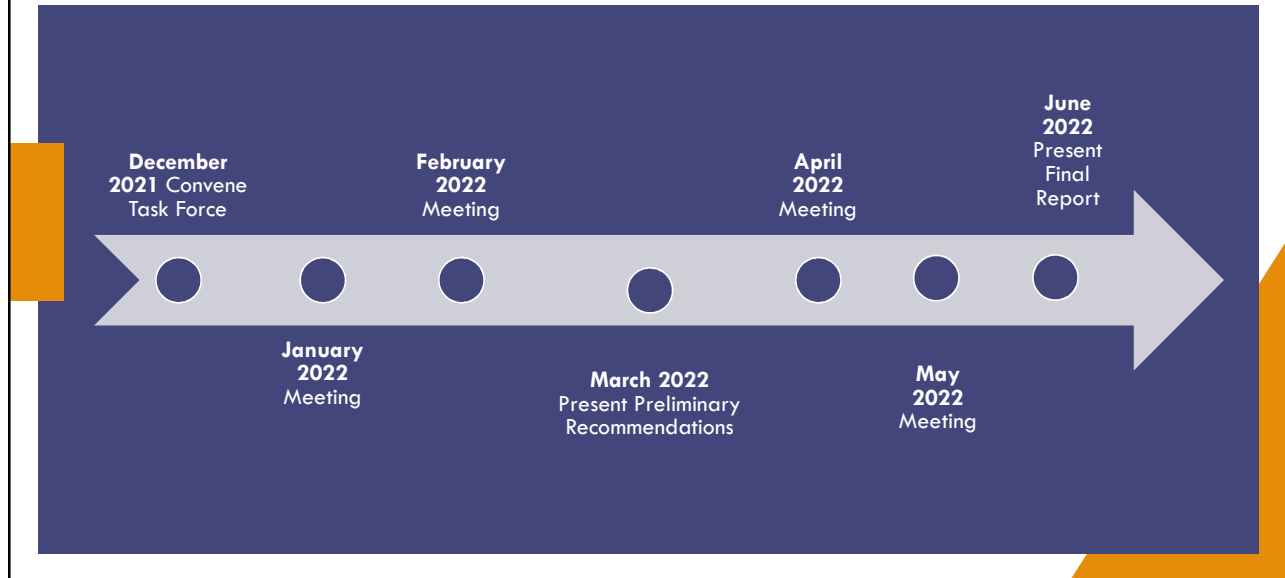 December
2021 Convene
Task Force
January
2022
Meeting
February
2022
Meeting
March 2022
Present Preliminary
Recommendations
April
2022
Meeting
May
2022
Meeting
June
2022
Present
Final
Report